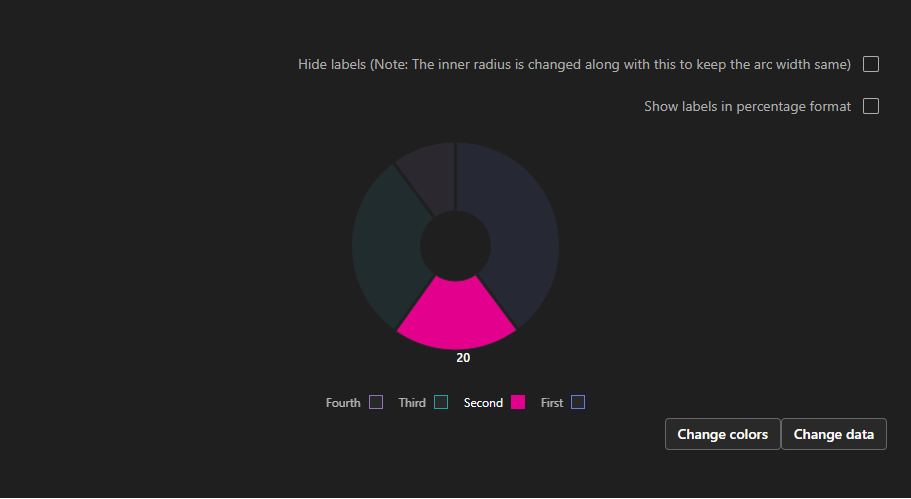 Hide labels (Note: The inner radius is changed along with this to keep the arc width same)
Show labels in percentage format
20
Fourth Third Second First
Change colors Change data